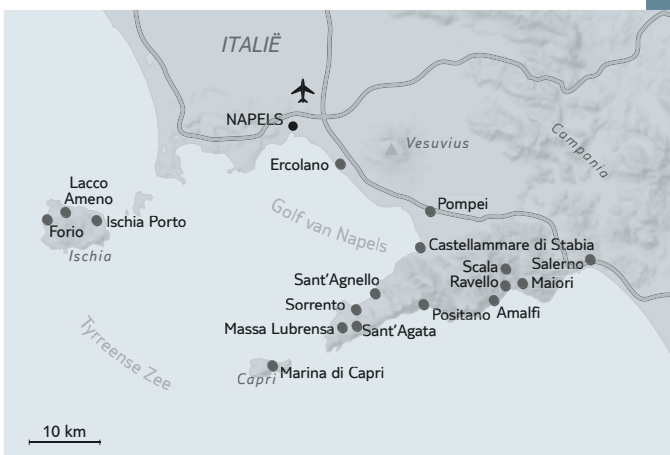 ITALIË
NAPELS
Vesuvius
Campania
Ercolano
Lacco
Ameno
Forio
Ischia Porto
Ischia
Golf van Napels
Pompei
Castellammare di Stabia
Scala
Salerno
Ravello
Maiori
Sant'Agnello
Sorrento
Positano
Amalfi
Massa Lubrensa
Sant'Agata
Tyrreense Zee
Capri
Marina di Capri
10 km